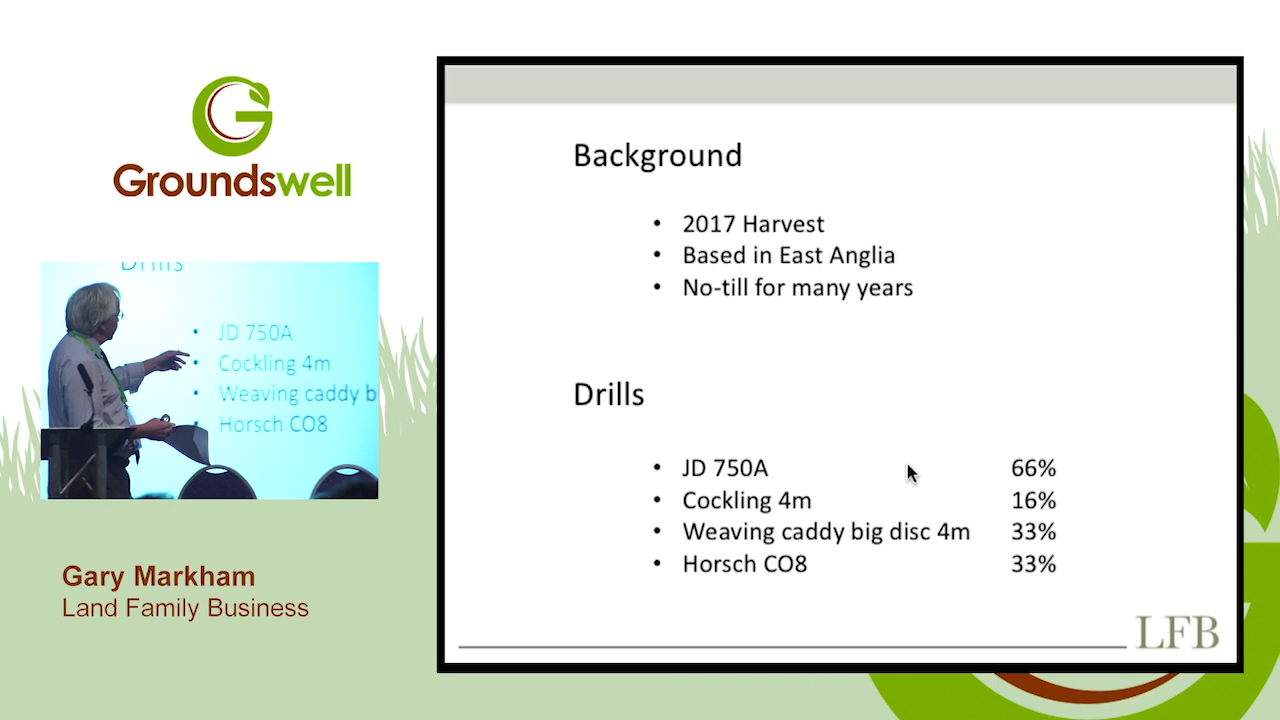 Groundswell
Drills
• JD 750A
• Cockling 4m
• Weaving caddy b
• Horsch CO8
Gary Markham
Land Family Business
Background
• 2017 Harvest
• Based in East Anglia
• No-till for many years
Drills
• JD 750A 66%
• Cockling 4m 16%
• Weaving caddy big disc 4m 33%
• Horsch CO8 33%
LFB